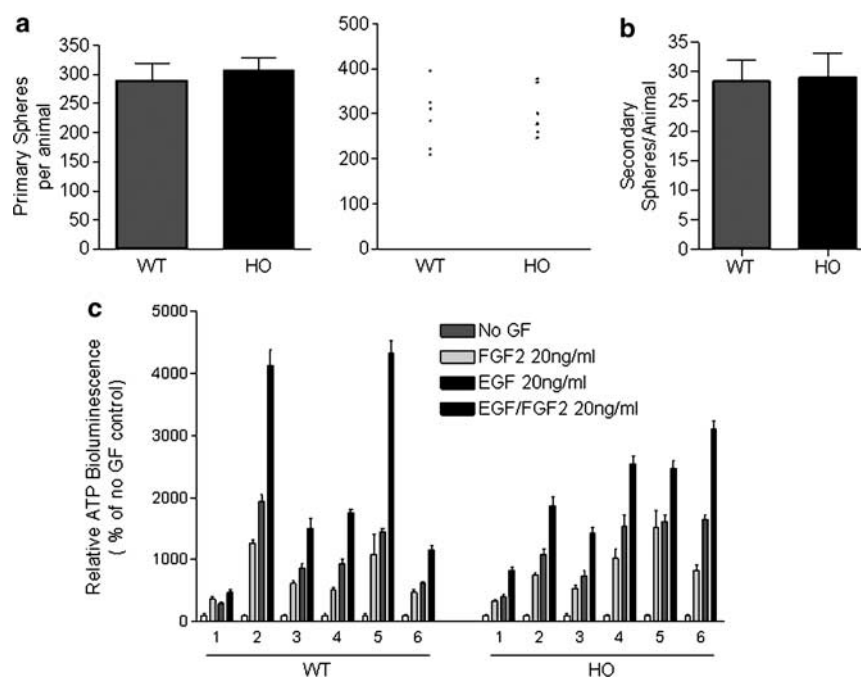 a
Primary Spheres
per animal
350
300
250
200
150
100
50
0
WT
HO
500
400
300
200
100
0
WT
HO
b
Secondary
Spheres/Animal
35
30
25
20
15
10
5
0
WT
HO
c
Relative ATP Bioluminescence
( % of no GF control)
5000
4000
3000
2000
1000
0
No GF
FGF2 20ng/ml
EGF 20ng/ml
EGF/FGF2 20ng/ml
1 2 3 4 5 6
WT
1 2 3 4 5 6
HO